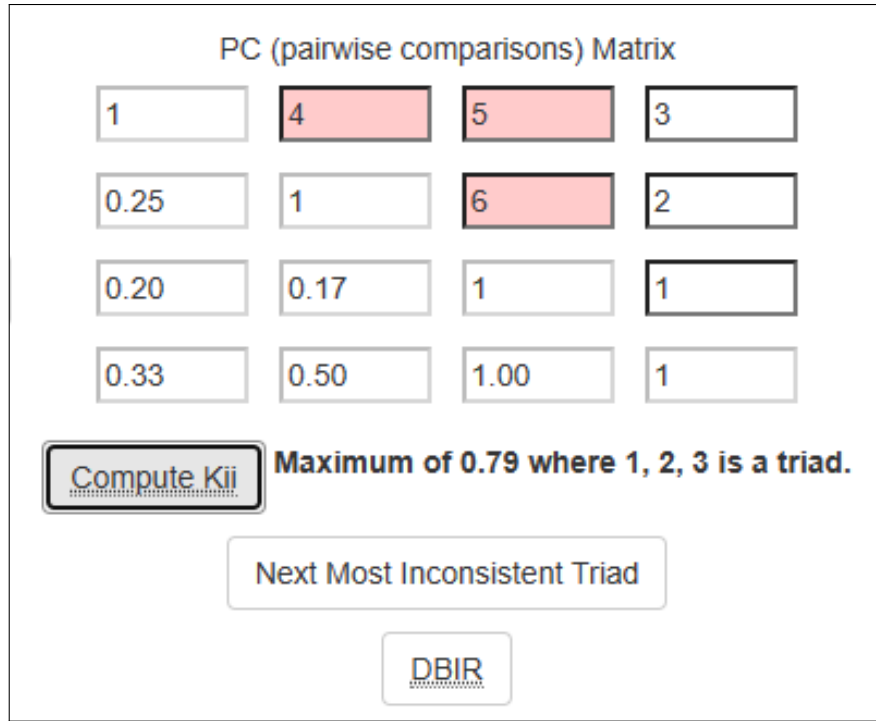 PC (pairwise comparisons) Matrix
1 4 5 3
0.25 1 6 2
0.20 0.17 1 1
0.33 0.50 1.00 1
Compute Kii Maximum of 0.79 where 1, 2, 3 is a triad.
Next Most Inconsistent Triad
DBIR